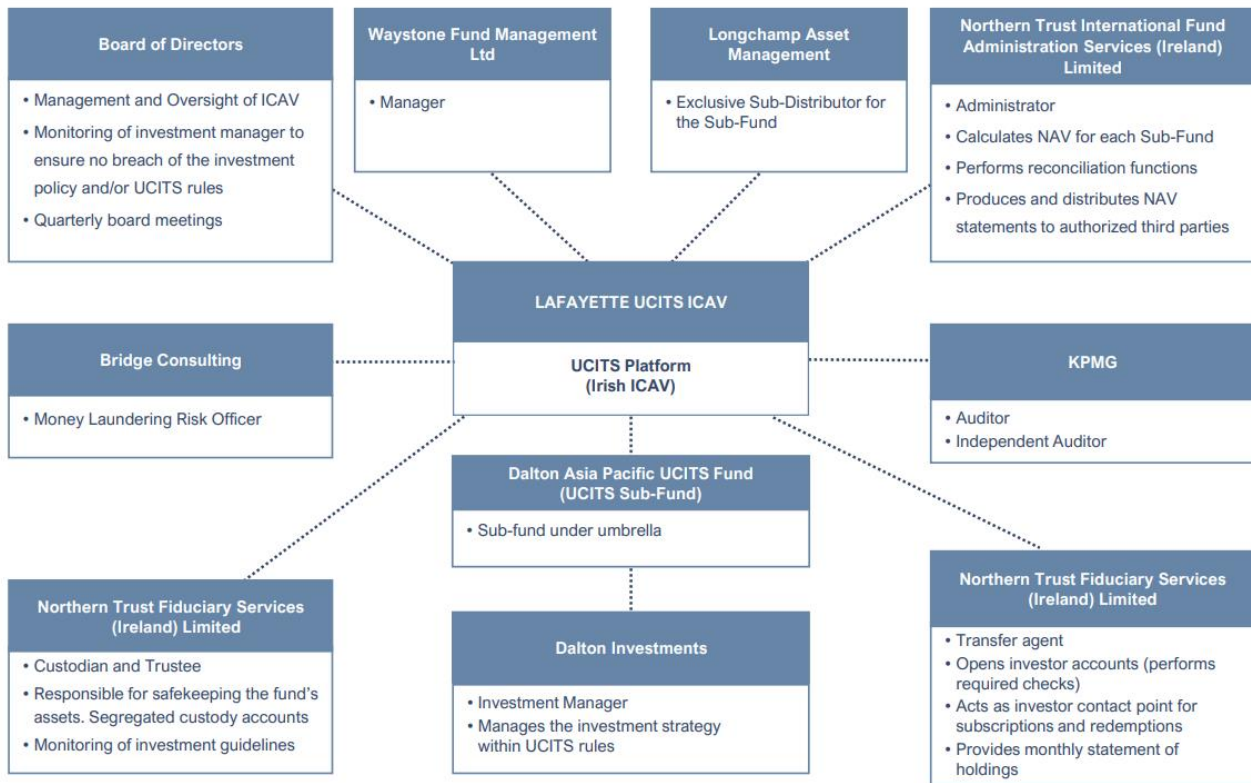 Board of Directors
• Management and Oversight of ICAV
• Monitoring of investment manager to
ensure no breach of the investment
policy and/or UCITS rules
• Quarterly board meetings
Waystone Fund Management
Ltd
• Manager
Longchamp Asset
Management
• Exclusive Sub-Distributor for
the Sub-Fund
Northern Trust International Fund
Administration Services (Ireland)
Limited
• Administrator
• Calculates NAV for each Sub-Fund
• Performs reconciliation functions
• Produces and distributes NAV
statements to authorized third parties
LAFAYETTE UCITS ICAV
UCITS Platform
(Irish ICAV)
Bridge Consulting
• Money Laundering Risk Officer
KPMG
• Auditor
• Independent Auditor
Dalton Asia Pacific UCITS Fund
(UCITS Sub-Fund)
• Sub-fund under umbrella
Northern Trust Fiduciary Services
(Ireland) Limited
• Custodian and Trustee
• Responsible for safekeeping the fund's
assets. Segregated custody accounts
• Monitoring of investment guidelines
Dalton Investments
• Investment Manager
• Manages the investment strategy
within UCITS rules
Northern Trust Fiduciary Services
(Ireland) Limited
• Transfer agent
• Opens investor accounts (performs
required checks)
• Acts as investor contact point for
subscriptions and redemptions
• Provides monthly statement of
holdings